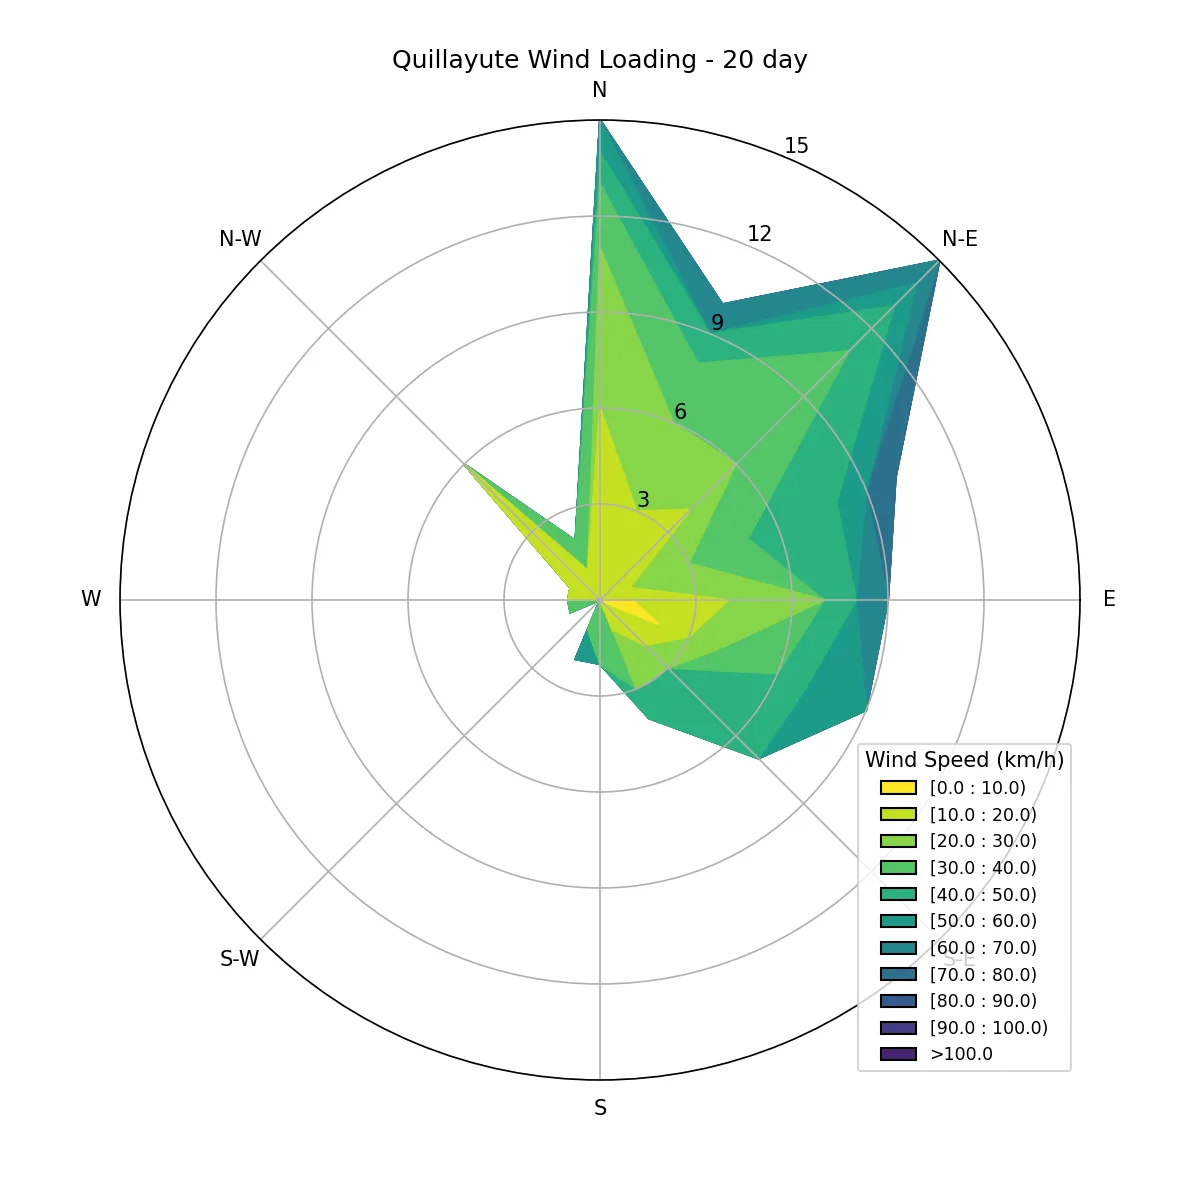 Quillayute Wind Loading - 20 day
N
15
N-W
12
N-E
9
6
3
W
E
Wind Speed (km/h)
[0.0 : 10.0)
[10.0 : 20.0)
[20.0 : 30.0)
[30.0 : 40.0)
[40.0 : 50.0)
[50.0 : 60.0)
[60.0 : 70.0)
[70.0 : 80.0)
[80.0 : 90.0)
[90.0 : 100.0)
>100.0
S-W
S-E
S